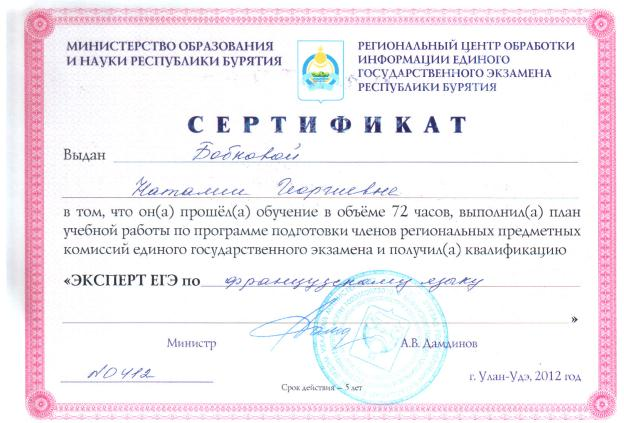 МИНИСТЕРСТВО ОБРАЗОВАНИЯ
И НАУКИ РЕСПУБЛИКИ БУРЯТИЯ
РЕГИОНАЛЬНЫЙ ЦЕНТР ОБРАБОТКИ
ИНФОРМАЦИИ ЕДИНОГО
ГОСУДАРСТВЕННОГО ЭКЗАМЕНА
РЕСПУБЛИКИ БУРЯТИЯ
СЕРТИФИКАТ
Выдан Бобковой
Наталии Георгиевне
в том, что он(а) прошёл(а) обучение в объёме 72 часов, выполнил(а) план
учебной работы по программе подготовки членов региональных предметных
комиссий единого государственного экзамена и получил(а) квалификацию
«ЭКСПЕРТ ЕГЭ по французскому языку
»
Министр А.В. Дамдинов
№0412
г. Улан-Удэ, 2012 год
Срок действия – 5 лет